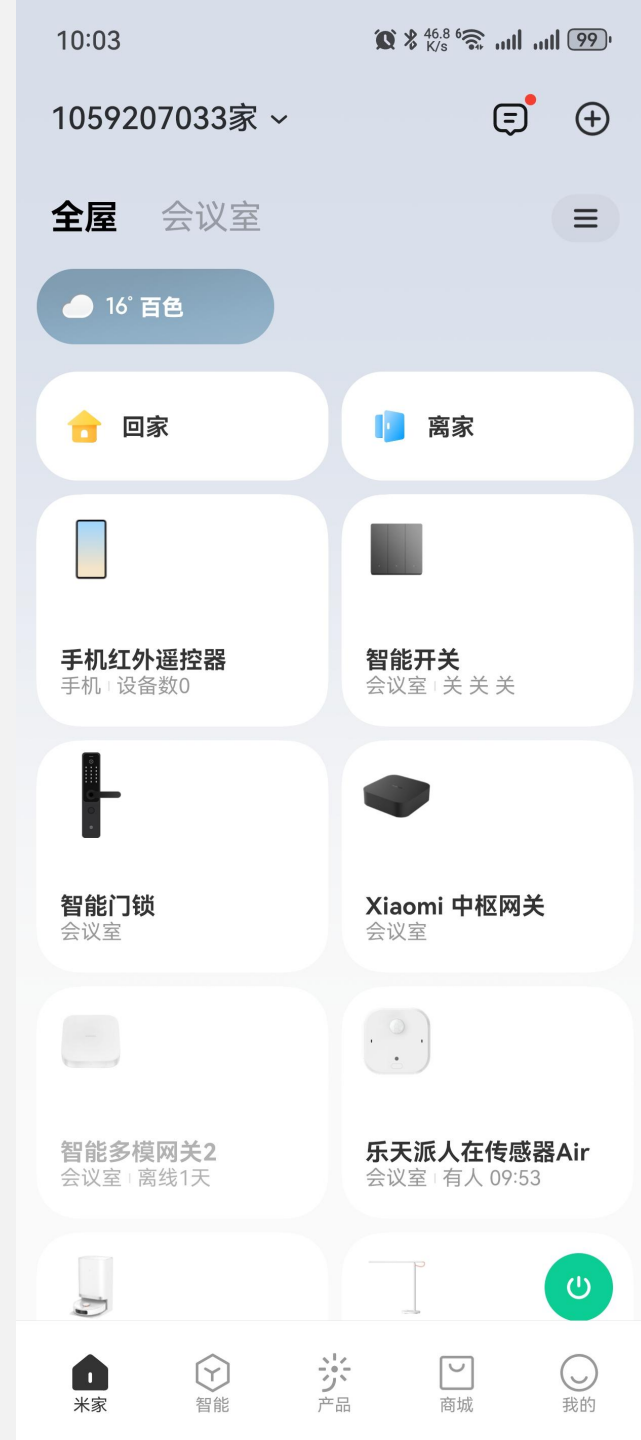 10:03
46.8 K/s
6
99
1059207033家
全屋 会议室
16° 百色
回家
离家
手机红外遥控器
手机 | 设备数0
智能开关
会议室 | 关 关 关
智能门锁
会议室
Xiaomi 中枢网关
会议室
智能多模网关2
会议室 | 离线1天
乐天派人在传感器Air
会议室 | 有人 09:53
米家
智能
产品
商城
我的